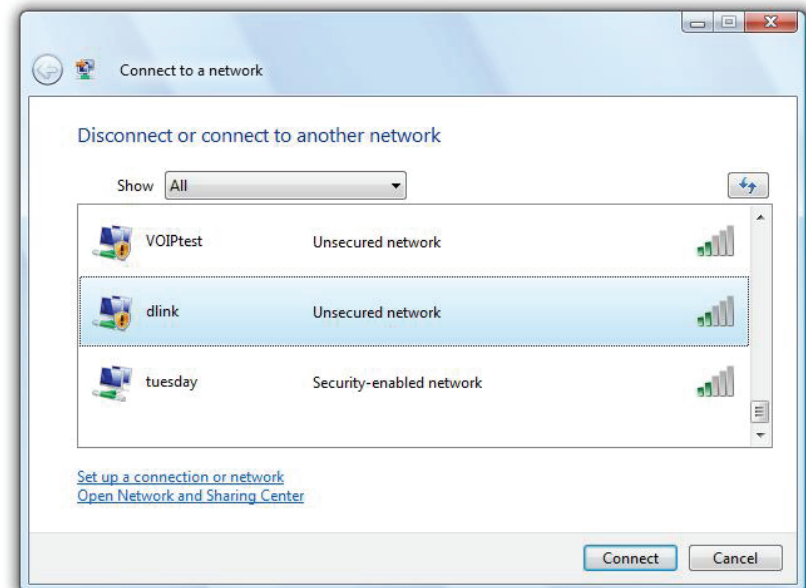 Connect to a network
Disconnect or connect to another network
Show All
VOIPtest Unsecured network
dlink Unsecured network
tuesday Security-enabled network
Set up a connection or network
Open Network and Sharing Center
Connect Cancel